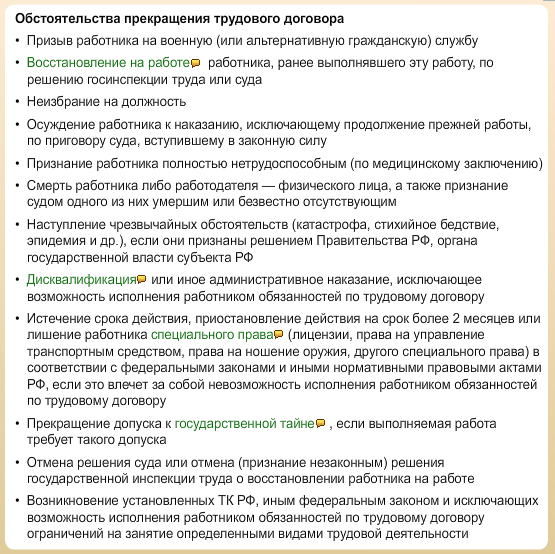 Обстоятельства прекращения трудового договора
• Призыв работника на военную (или альтернативную гражданскую) службу
• Восстановление на работе работника, ранее выполнявшего эту работу, по
решению госинспекции труда или суда
• Неизбрание на должность
• Осуждение работника к наказанию, исключающему продолжение прежней работы,
по приговору суда, вступившему в законную силу
• Признание работника полностью нетрудоспособным (по медицинскому заключению)
• Смерть работника либо работодателя — физического лица, а также признание
судом одного из них умершим или безвестно отсутствующим
• Наступление чрезвычайных обстоятельств (катастрофа, стихийное бедствие,
эпидемия и др.), если они признаны решением Правительства РФ, органа
государственной власти субъекта РФ
• Дисквалификация или иное административное наказание, исключающее
возможность исполнения работником обязанностей по трудовому договору
• Истечение срока действия, приостановление действия на срок более 2 месяцев или
лишение работника специального права (лицензии, права на управление
транспортным средством, права на ношение оружия, другого специального права) в
соответствии с федеральными законами и иными нормативными правовыми актами
РФ, если это влечет за собой невозможность исполнения работником обязанностей
по трудовому договору
• Прекращение допуска к государственной тайне , если выполняемая работа
требует такого допуска
• Отмена решения суда или отмена (признание незаконным) решения
государственной инспекции труда о восстановлении работника на работе
• Возникновение установленных ТК РФ, иным федеральным законом и исключающих
возможность исполнения работником обязанностей по трудовому договору
ограничений на занятие определенными видами трудовой деятельности